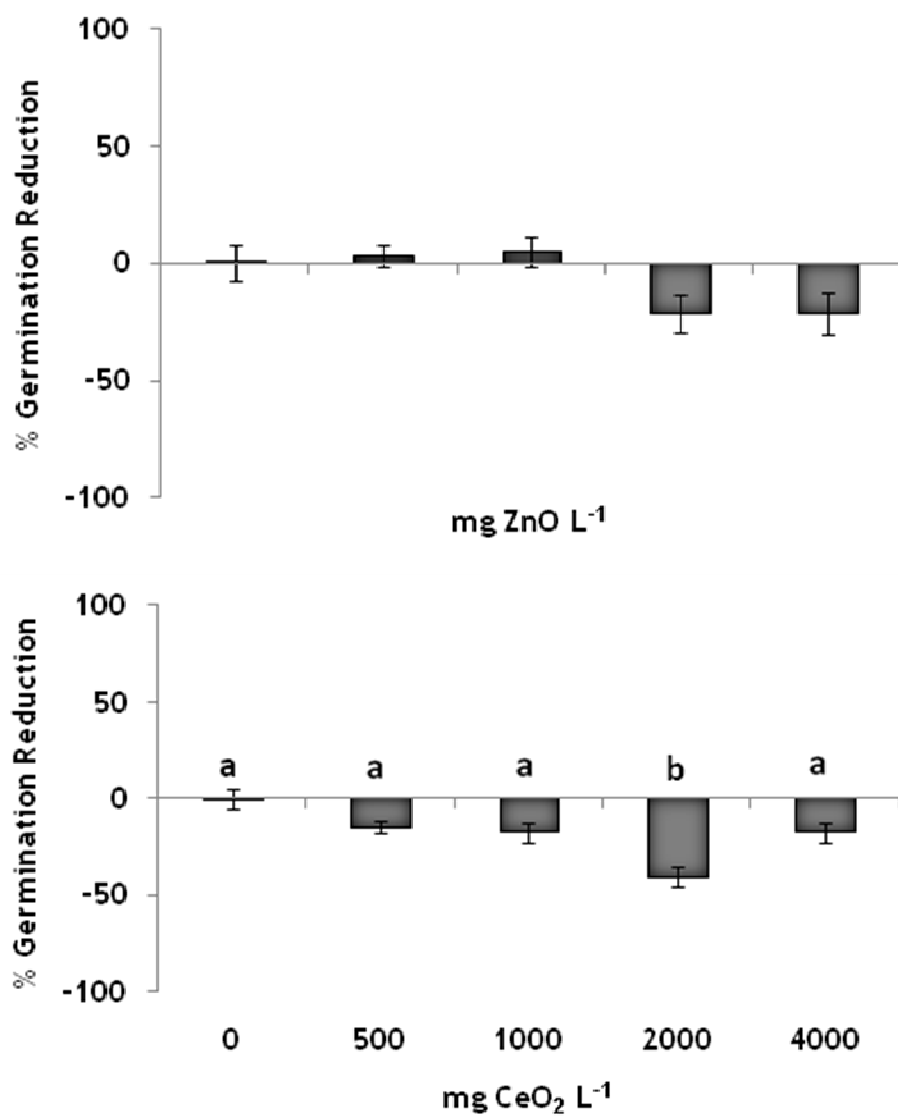 100
50
0
-50
-100
% Germination Reduction
mg ZnO L⁻¹
100
50
0
-50
-100
% Germination Reduction
a a a b a
0 500 1000 2000 4000
mg CeO₂ L⁻¹